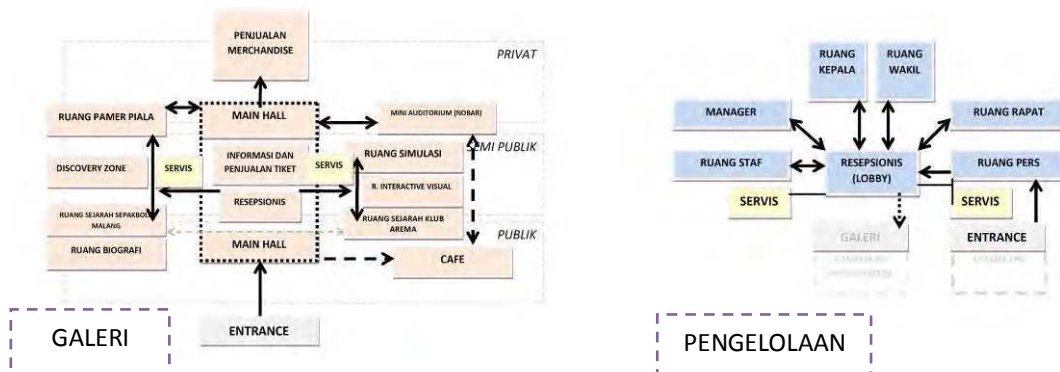 PENJUALAN
MERCHANDISE
PRIVAT
RUANG PAMER PIALA
MAIN HALL
MINI AUDITORIUM (NOBAR)
SEMI PUBLIK
DISCOVERY ZONE
SERVIS
INFORMASI DAN
PENJUALAN TIKET
SERVIS
RUANG SIMULASI
RESEPSIONIS
R. INTERACTIVE VISUAL
RUANG SEJARAH SEPAKBOLA
MALANG
RUANG SEJARAH KLUB
AREMA
PUBLIK
RUANG BIOGRAFI
MAIN HALL
CAFE
ENTRANCE
GALERI
RUANG
KEPALA
RUANG
WAKIL
MANAGER
RUANG RAPAT
RUANG STAF
RESEPSIONIS
(LOBBY)
RUANG PERS
SERVIS
SERVIS
GALERI
ENTRANCE
PENGELOLAAN